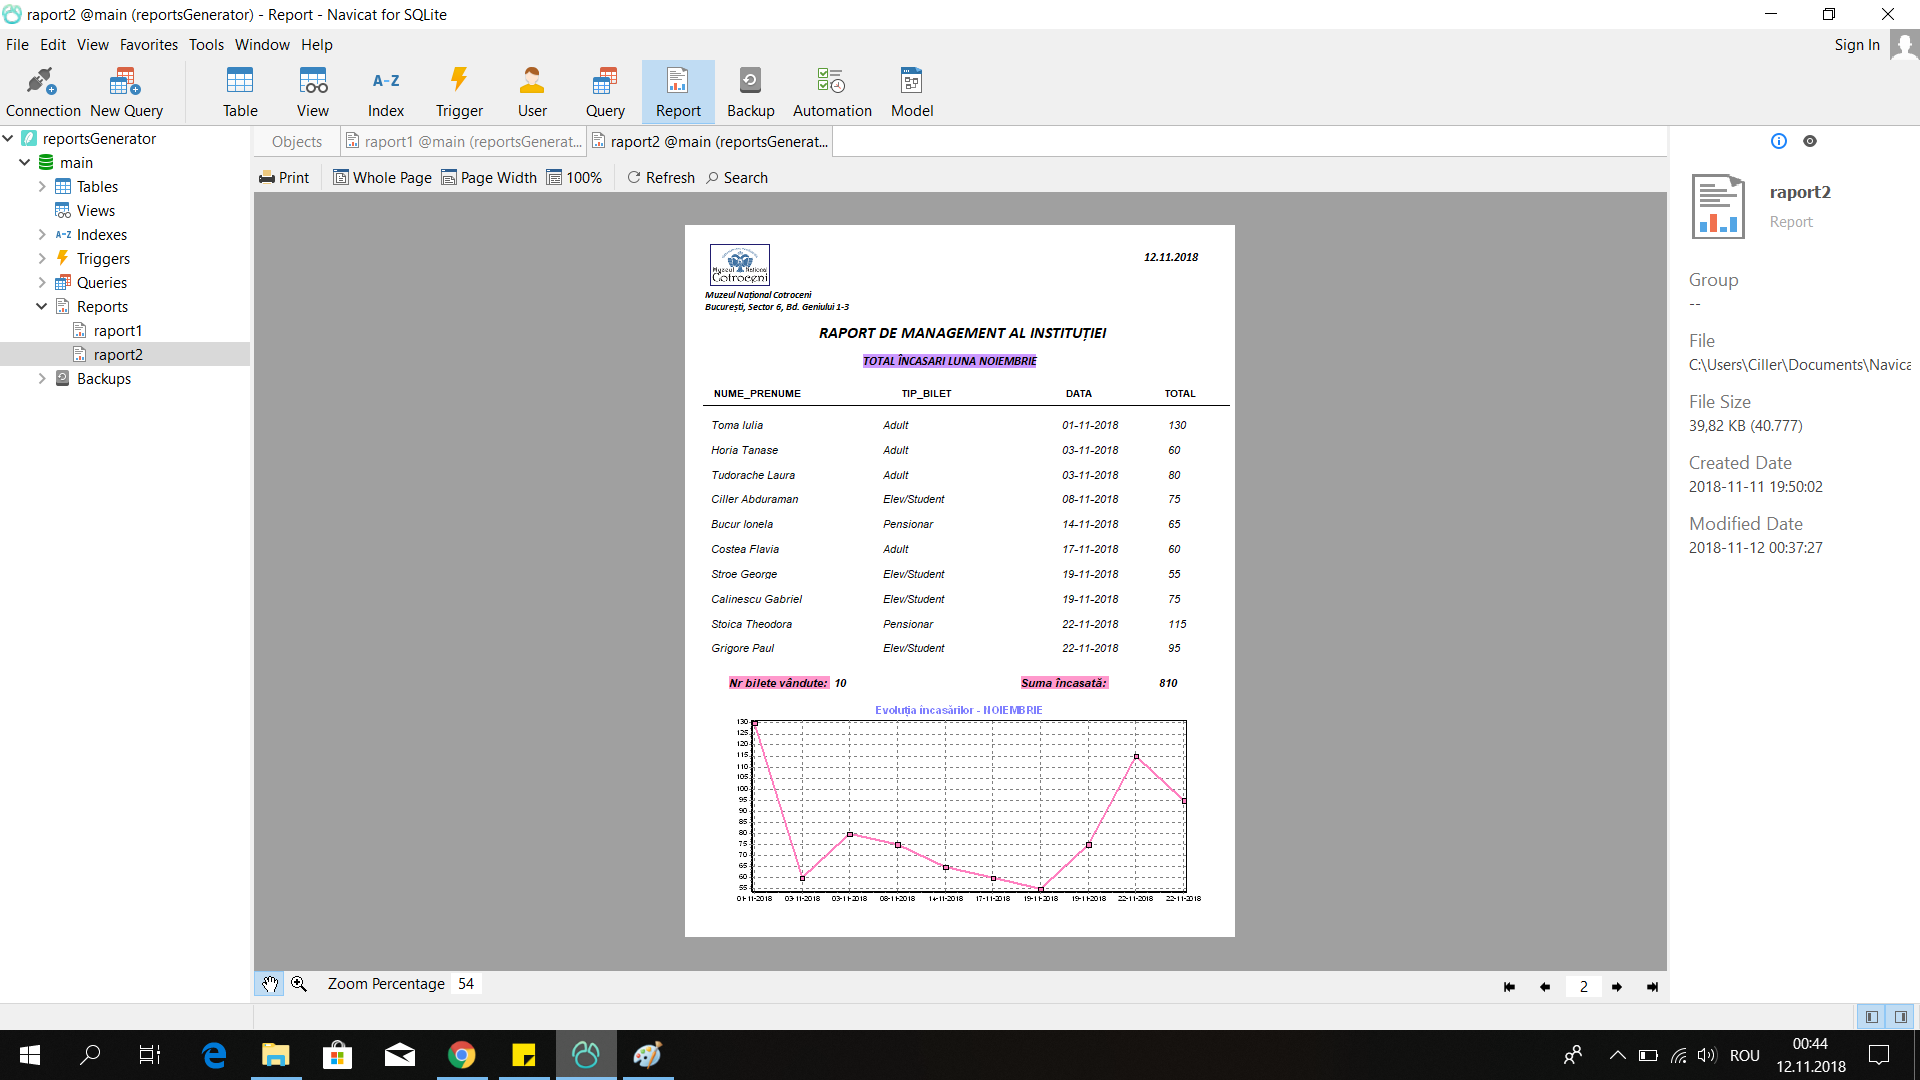 raport2 @main (reportsGenerator) - Report - Navicat for SQLite
File Edit View Favorites Tools Window Help
Sign In
Connection New Query Table View Index Trigger User Query Report Backup Automation Model
reportsGenerator
main
Tables
Views
Indexes
Triggers
Queries
Reports
raport1
raport2
Backups
Objects raport1 @main (reportsGenerat... raport2 @main (reportsGenerat...
Print Whole Page Page Width 100% Refresh Search
Muzeul National
Cotroceni
12.11.2018
Muzeul Național Cotroceni
București, Sector 6, Bd. Geniului 1-3
RAPORT DE MANAGEMENT AL INSTITUȚIEI
TOTAL ÎNCASARI LUNA NOIEMBRIE
NUME_PRENUME TIP_BILET DATA TOTAL
Toma Iulia Adult 01-11-2018 130
Horia Tanase Adult 03-11-2018 60
Tudorache Laura Adult 03-11-2018 80
Ciller Abduraman Elev/Student 08-11-2018 75
Bucur Ionela Pensionar 14-11-2018 65
Costea Flavia Adult 17-11-2018 60
Stroe George Elev/Student 19-11-2018 55
Calinescu Gabriel Elev/Student 19-11-2018 75
Stoica Theodora Pensionar 22-11-2018 115
Grigore Paul Elev/Student 22-11-2018 95
Nr bilete vândute: 10 Suma încasată: 810
Evoluția încasărilor - NOIEMBRIE
130
125
120
115
110
105
100
95
90
85
80
75
70
65
60
55
01-11-2018 03-11-2018 03-11-2018 08-11-2018 14-11-2018 17-11-2018 19-11-2018 19-11-2018 22-11-2018 22-11-2018
Zoom Percentage 54
2
raport2
Report
Group
--
File
C:\Users\Ciller\Documents\Navica
File Size
39,82 KB (40.777)
Created Date
2018-11-11 19:50:02
Modified Date
2018-11-12 00:37:27
ROU
00:44
12.11.2018